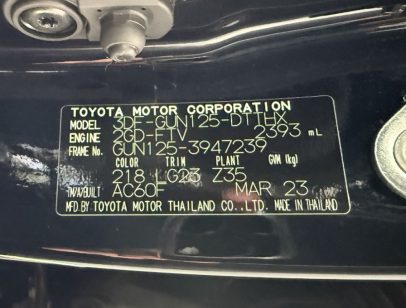 TOYOTA MOTOR CORPORATION
MODEL 3DF-GUN125-DTTHX
ENGINE 2GD-FTV 2393 mL
FRAME No. GUN125-3947239
COLOR TRIM PLANT GVM (kg)
218 LG23 Z35
TM/AX/BUILT AC60F MAR 23
MFD BY TOYOTA MOTOR THAILAND CO.,LTD. MADE IN THAILAND